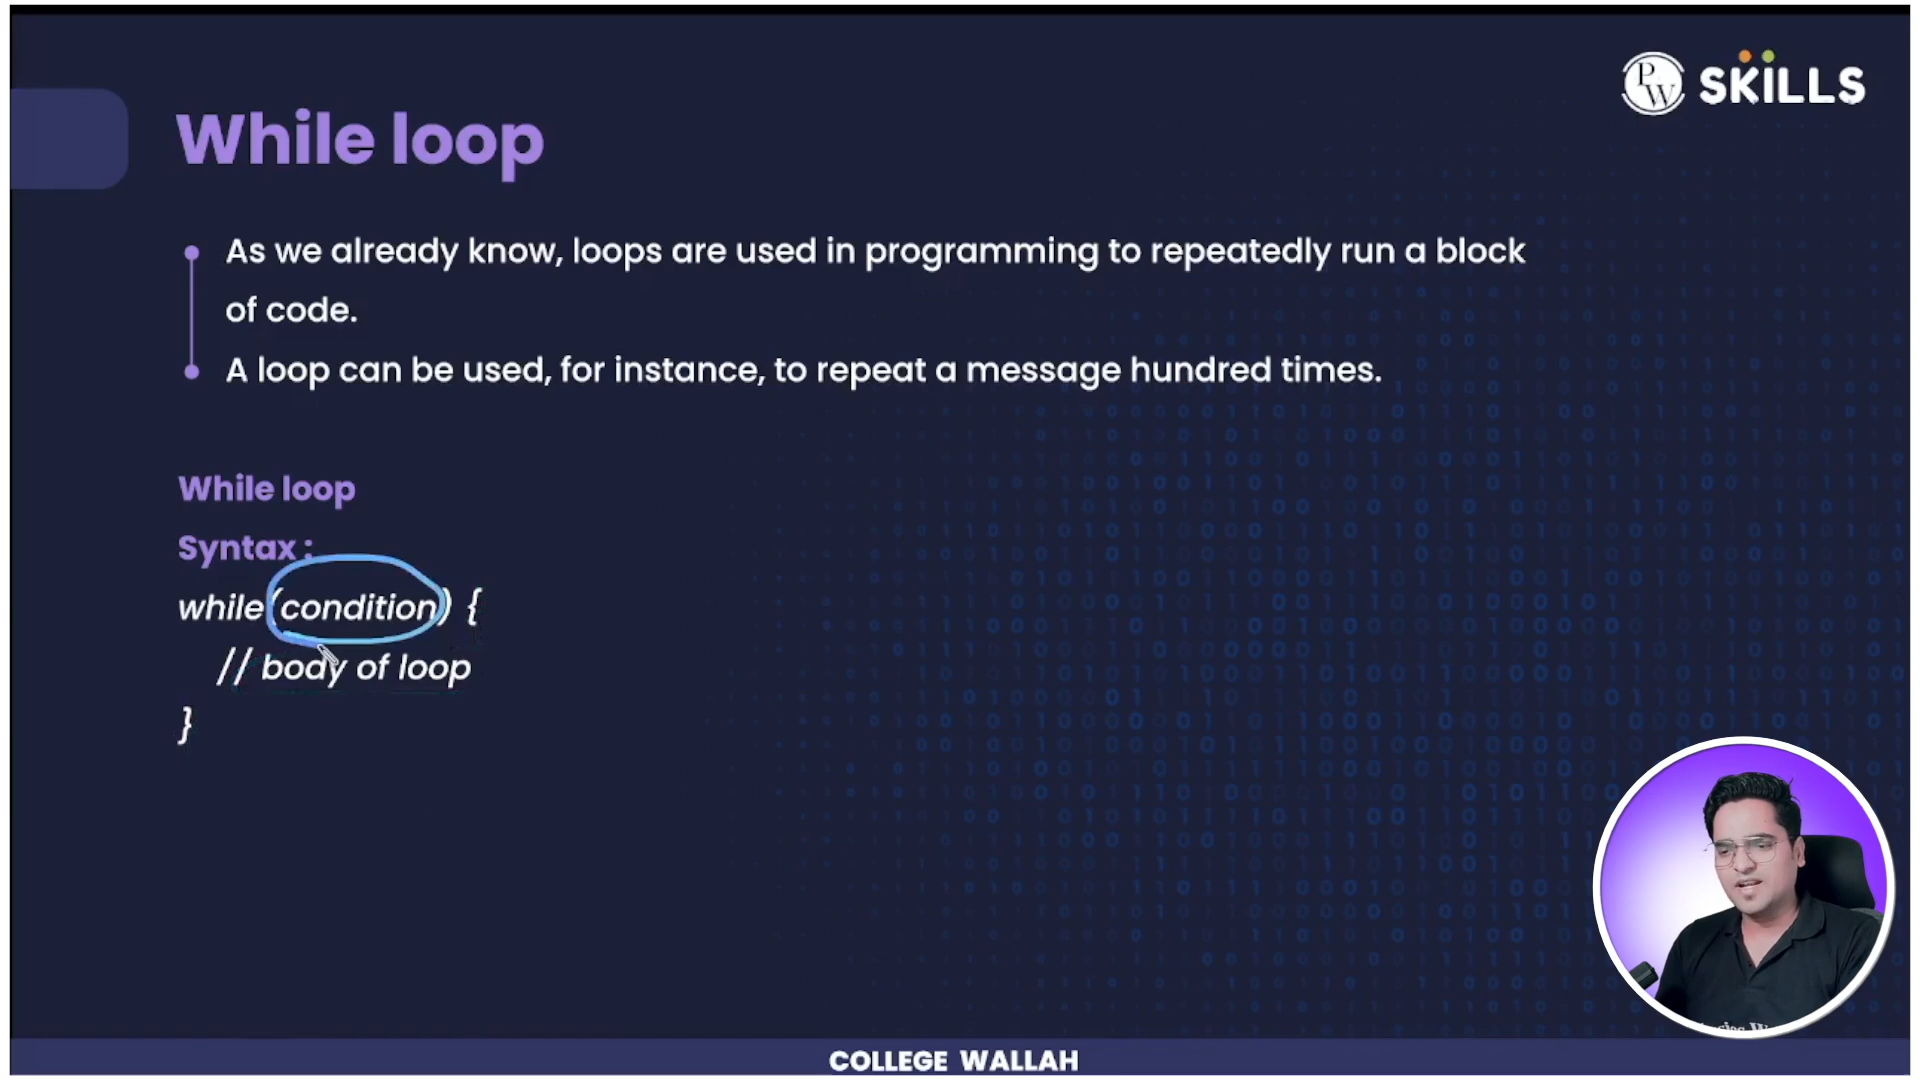 PW SKILLS
While loop
As we already know, loops are used in programming to repeatedly run a block
of code.
A loop can be used, for instance, to repeat a message hundred times.
While loop
Syntax :
while (condition) {
// body of loop
}
COLLEGE WALLAH